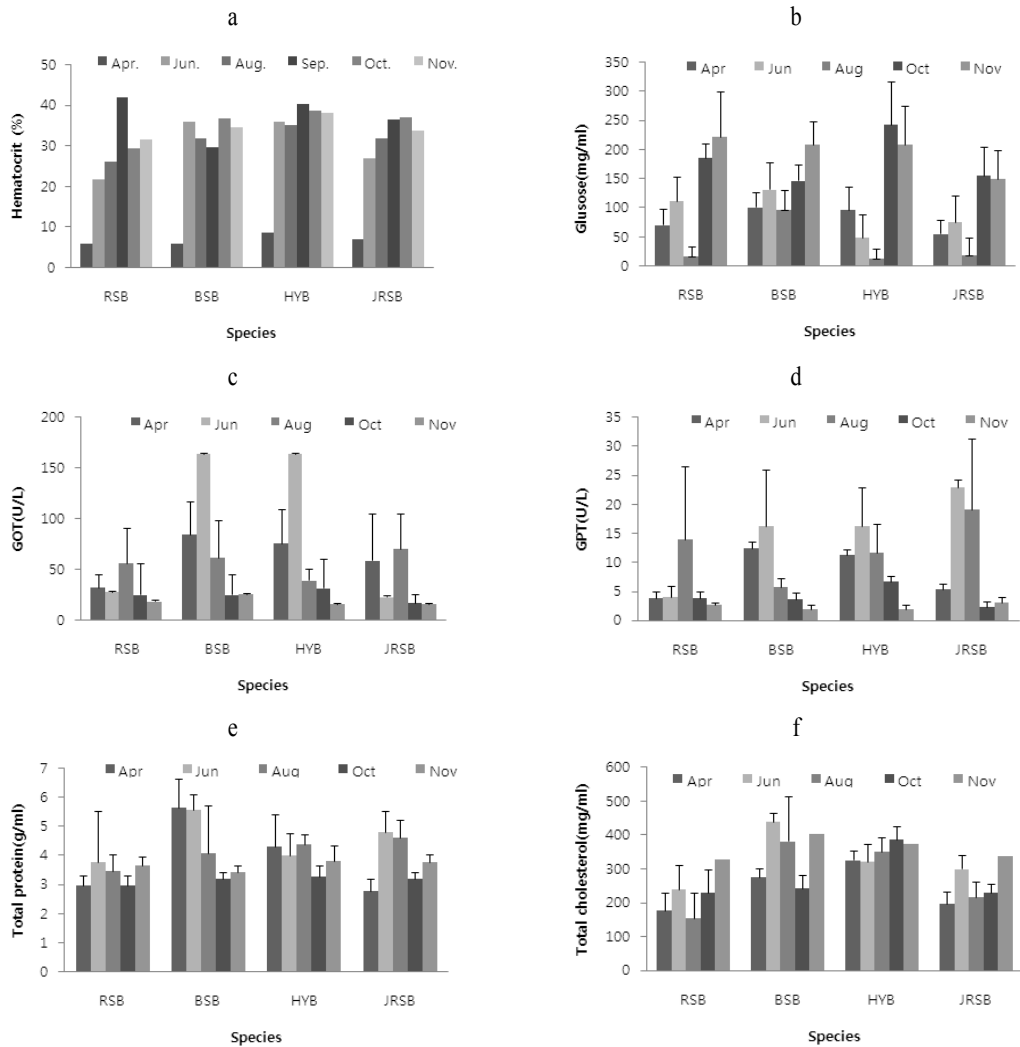 a
Apr. Jun. Aug. Sep. Oct. Nov.
50
40
30
20
10
0
Hematocrit (%)
RSB BSB HYB JRSB
Species
b
Apr Jun Aug Oct Nov
350
300
250
200
150
100
50
0
Glusose(mg/ml)
RSB BSB HYB JRSB
Species
c
Apr Jun Aug Oct Nov
200
150
100
50
0
GOT(U/L)
RSB BSB HYB JRSB
Species
d
Apr Jun Aug Oct Nov
35
30
25
20
15
10
5
0
GPT(U/L)
RSB BSB HYB JRSB
Species
e
Apr Jun Aug Oct Nov
7
6
5
4
3
2
1
0
Total protein(g/ml)
RSB BSB HYB JRSB
Species
f
Apr Jun Aug Oct Nov
600
500
400
300
200
100
0
Total cholesterol(mg/ml)
RSB BSB HYB JRSB
Species